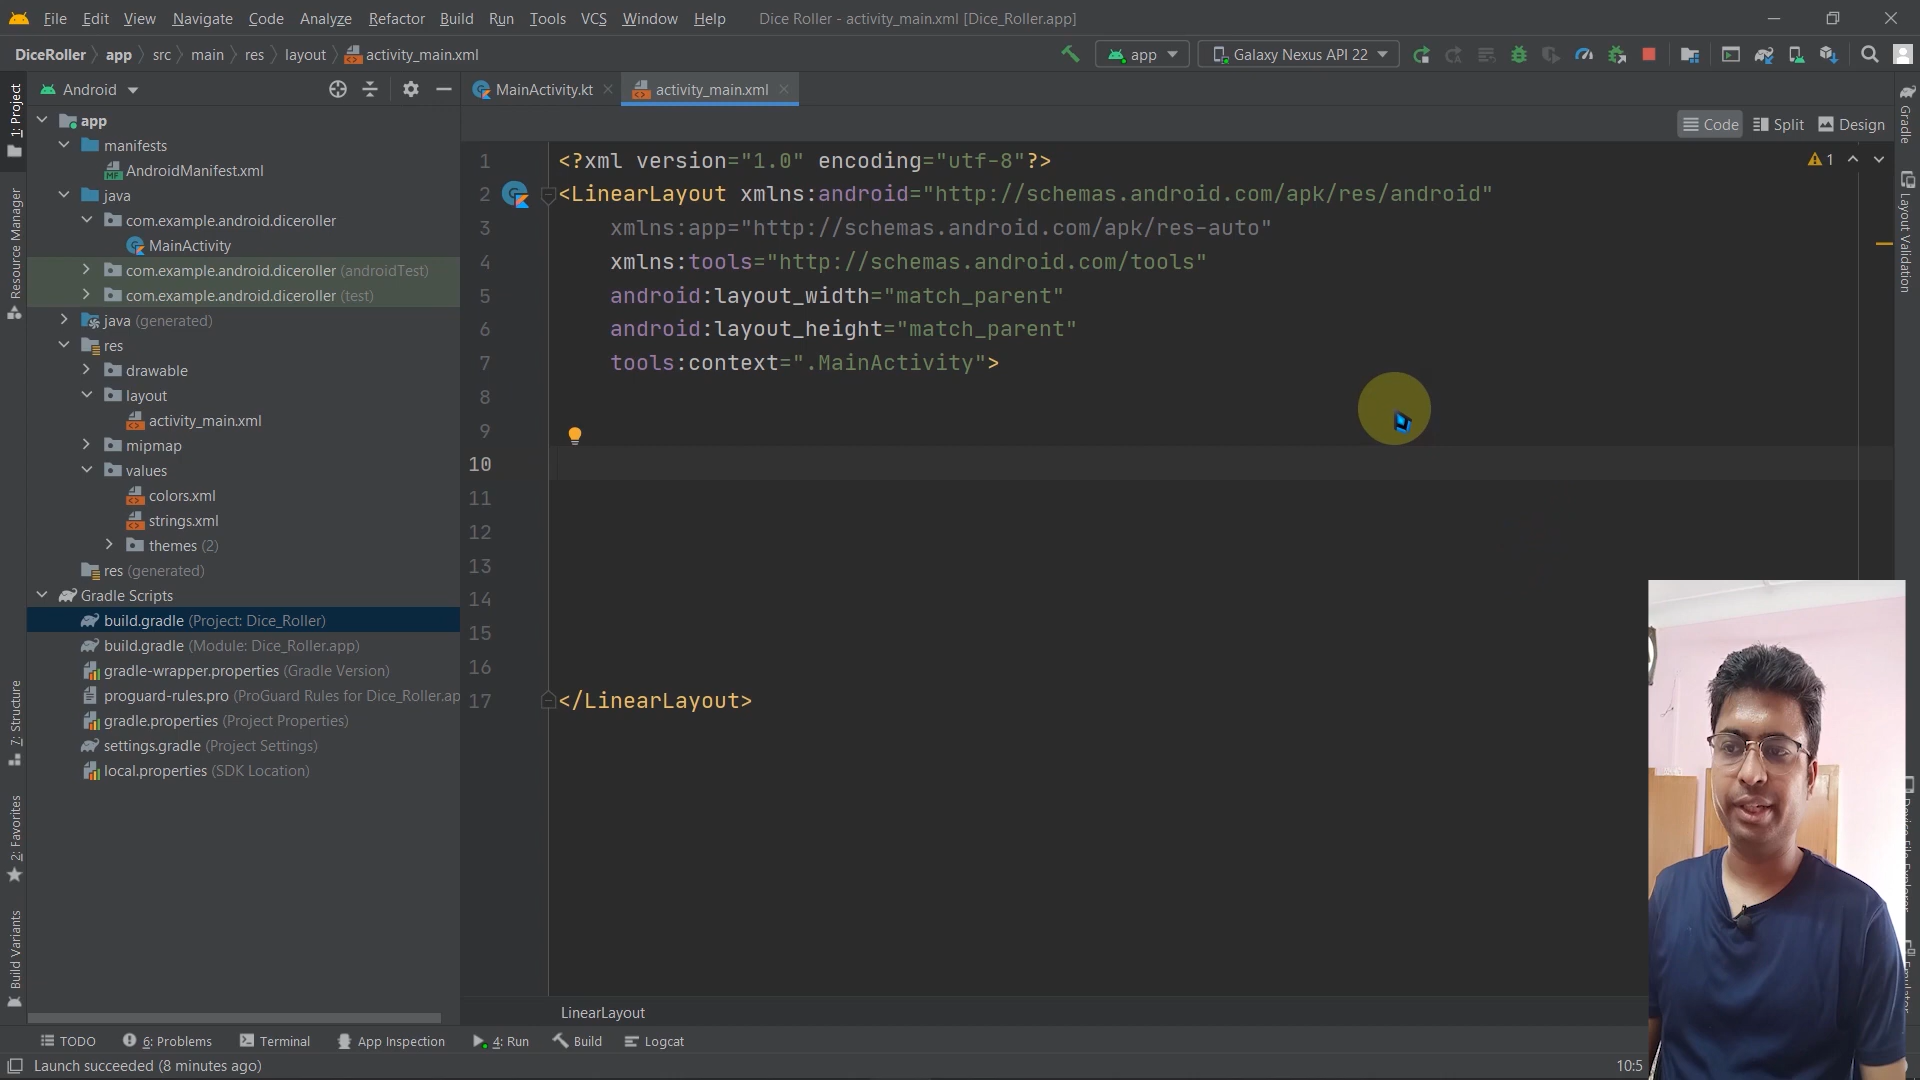 File Edit View Navigate Code Analyze Refactor Build Run Tools VCS Window Help Dice Roller - activity_main.xml [Dice_Roller.app]
DiceRoller app src main res layout activity_main.xml app Galaxy Nexus API 22
Android
MainActivity.kt activity_main.xml
Code Split Design
1: Project
Resource Manager
7: Structure
2: Favorites
Build Variants
app
manifests
AndroidManifest.xml
java
com.example.android.diceroller
MainActivity
com.example.android.diceroller (androidTest)
com.example.android.diceroller (test)
java (generated)
res
drawable
layout
activity_main.xml
mipmap
values
colors.xml
strings.xml
themes (2)
res (generated)
Gradle Scripts
build.gradle (Project: Dice_Roller)
build.gradle (Module: Dice_Roller.app)
gradle-wrapper.properties (Gradle Version)
proguard-rules.pro (ProGuard Rules for Dice_Roller.ap
gradle.properties (Project Properties)
settings.gradle (Project Settings)
local.properties (SDK Location)
1 <?xml version="1.0" encoding="utf-8"?>
2 <LinearLayout xmlns:android="http://schemas.android.com/apk/res/android"
3 xmlns:app="http://schemas.android.com/apk/res-auto"
4 xmlns:tools="http://schemas.android.com/tools"
5 android:layout_width="match_parent"
6 android:layout_height="match_parent"
7 tools:context=".MainActivity">
8
9
10
11
12
13
14
15
16
17 </LinearLayout>
1
Gradle
Layout Validation
LinearLayout
TODO 6: Problems Terminal App Inspection 4: Run Build Logcat
Launch succeeded (8 minutes ago) 10:5